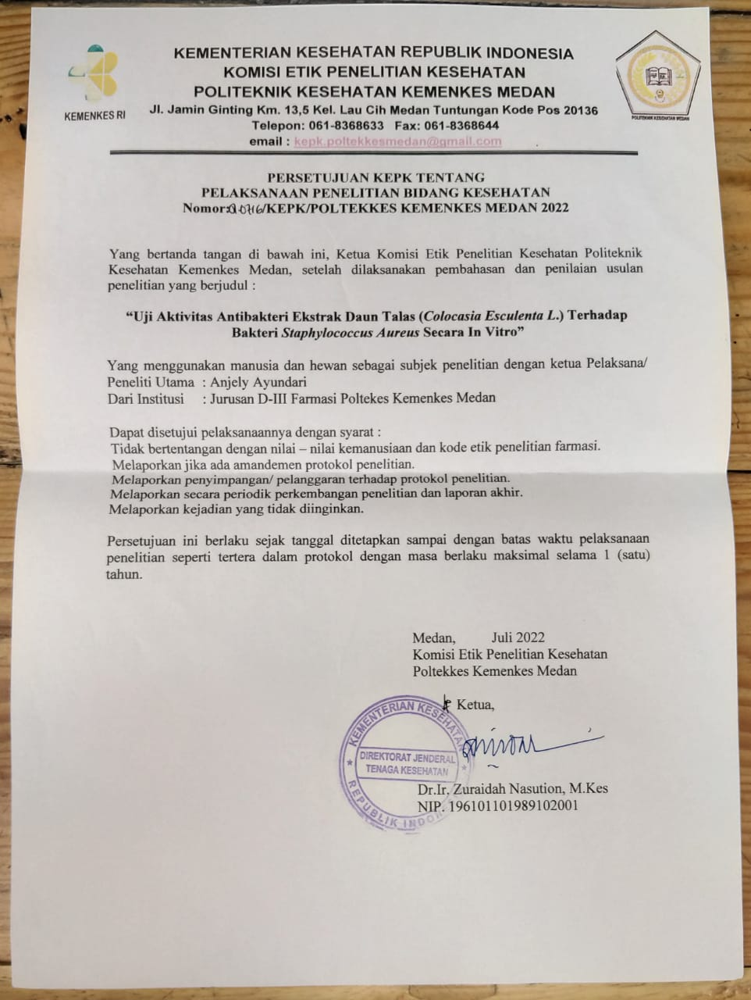 KEMENKES RI
KEMENTERIAN KESEHATAN REPUBLIK INDONESIA
KOMISI ETIK PENELITIAN KESEHATAN
POLITEKNIK KESEHATAN KEMENKES MEDAN
Jl. Jamin Ginting Km. 13,5 Kel. Lau Cih Medan Tuntungan Kode Pos 20136
Telepon: 061-8368633 Fax: 061-8368644
email : kepk.poltekkesmedan@gmail.com
POLITEKNIK KESEHATAN MEDAN
PERSETUJUAN KEPK TENTANG
PELAKSANAAN PENELITIAN BIDANG KESEHATAN
Nomor: /KEPK/POLTEKKES KEMENKES MEDAN 2022
Yang bertanda tangan di bawah ini, Ketua Komisi Etik Penelitian Kesehatan Politeknik
Kesehatan Kemenkes Medan, setelah dilaksanakan pembahasan dan penilaian usulan
penelitian yang berjudul :
“Uji Aktivitas Antibakteri Ekstrak Daun Talas (Colocasia Esculenta L.) Terhadap
Bakteri Staphylococcus Aureus Secara In Vitro”
Yang menggunakan manusia dan hewan sebagai subjek penelitian dengan ketua Pelaksana/
Peneliti Utama : Anjely Ayundari
Dari Institusi : Jurusan D-III Farmasi Poltekes Kemenkes Medan
Dapat disetujui pelaksanaannya dengan syarat :
Tidak bertentangan dengan nilai – nilai kemanusiaan dan kode etik penelitian farmasi.
Melaporkan jika ada amandemen protokol penelitian.
Melaporkan penyimpangan/ pelanggaran terhadap protokol penelitian.
Melaporkan secara periodik perkembangan penelitian dan laporan akhir.
Melaporkan kejadian yang tidak diinginkan.
Persetujuan ini berlaku sejak tanggal ditetapkan sampai dengan batas waktu pelaksanaan
penelitian seperti tertera dalam protokol dengan masa berlaku maksimal selama 1 (satu)
tahun.
Medan, Juli 2022
Komisi Etik Penelitian Kesehatan
Poltekkes Kemenkes Medan
Ketua,
KEMENTERIAN KESEHATAN
DIREKTORAT JENDERAL
TENAGA KESEHATAN
REPUBLIK INDON
Dr.Ir. Zuraidah Nasution, M.Kes
NIP. 196101101989102001